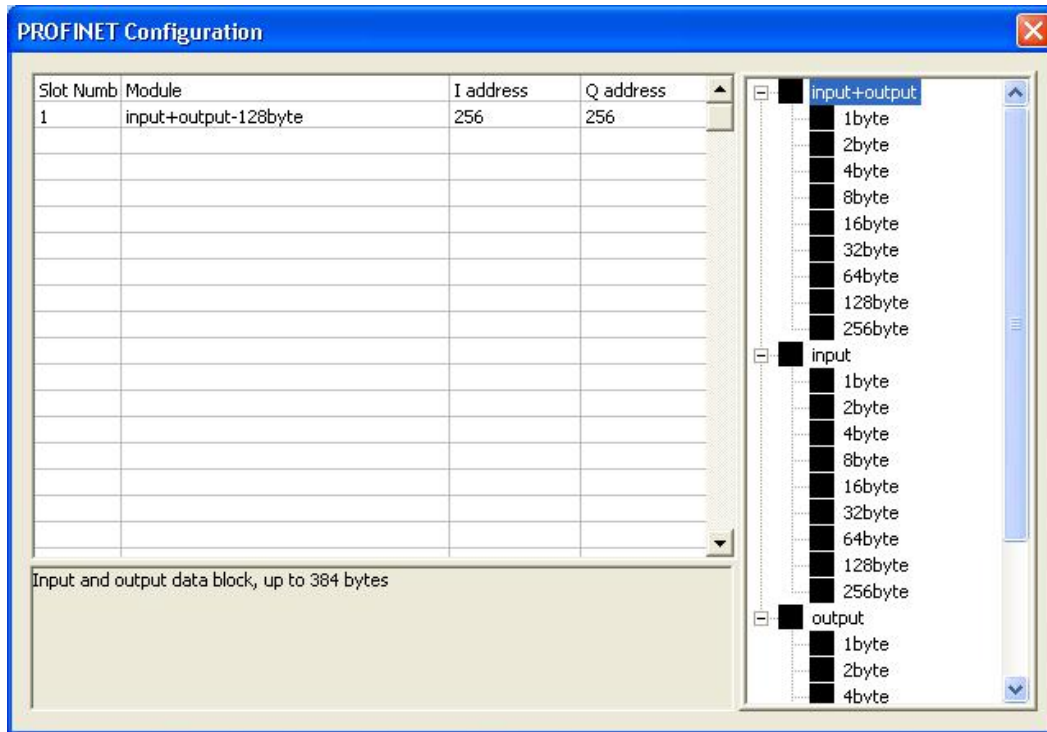 PROFINET Configuration
Slot Numb Module I address Q address
1 input+output-128byte 256 256
Input and output data block, up to 384 bytes
input+output
1byte
2byte
4byte
8byte
16byte
32byte
64byte
128byte
256byte
input
1byte
2byte
4byte
8byte
16byte
32byte
64byte
128byte
256byte
output
1byte
2byte
4byte